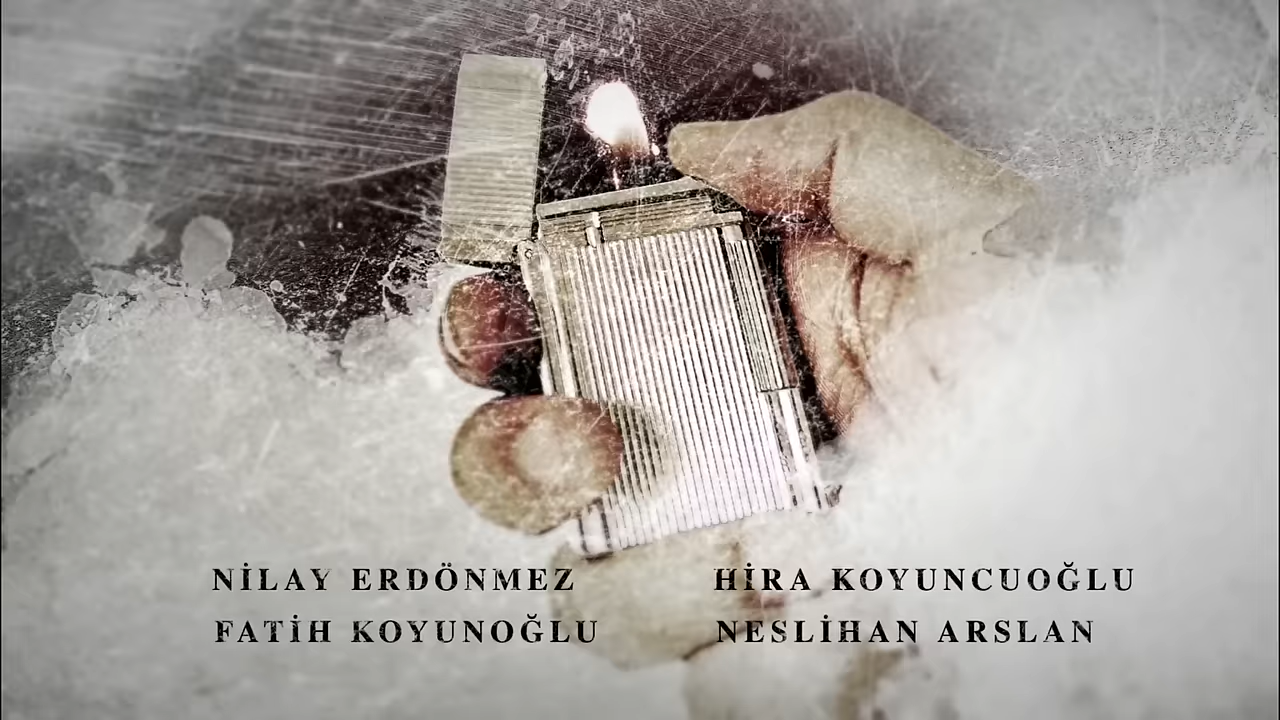 NİLAY ERDÖNMEZ
FATİH KOYUNOĞLU
HİRA KOYUNCUOĞLU
NESLİHAN ARSLAN